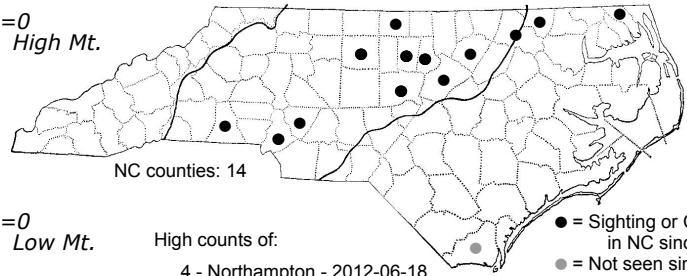 =0
High Mt.
NC counties: 14
=0
Low Mt.
High counts of:
4 - Northampton - 2012-06-18
● = Sighting or
in NC sinc
● = Not seen sin